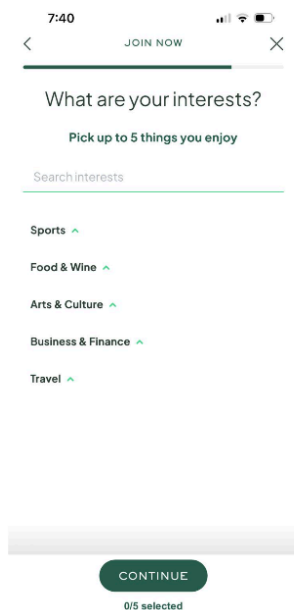 7:40
JOIN NOW
What are your interests?
Pick up to 5 things you enjoy
Search interests
Sports
Food & Wine
Arts & Culture
Business & Finance
Travel
CONTINUE
0/5 selected